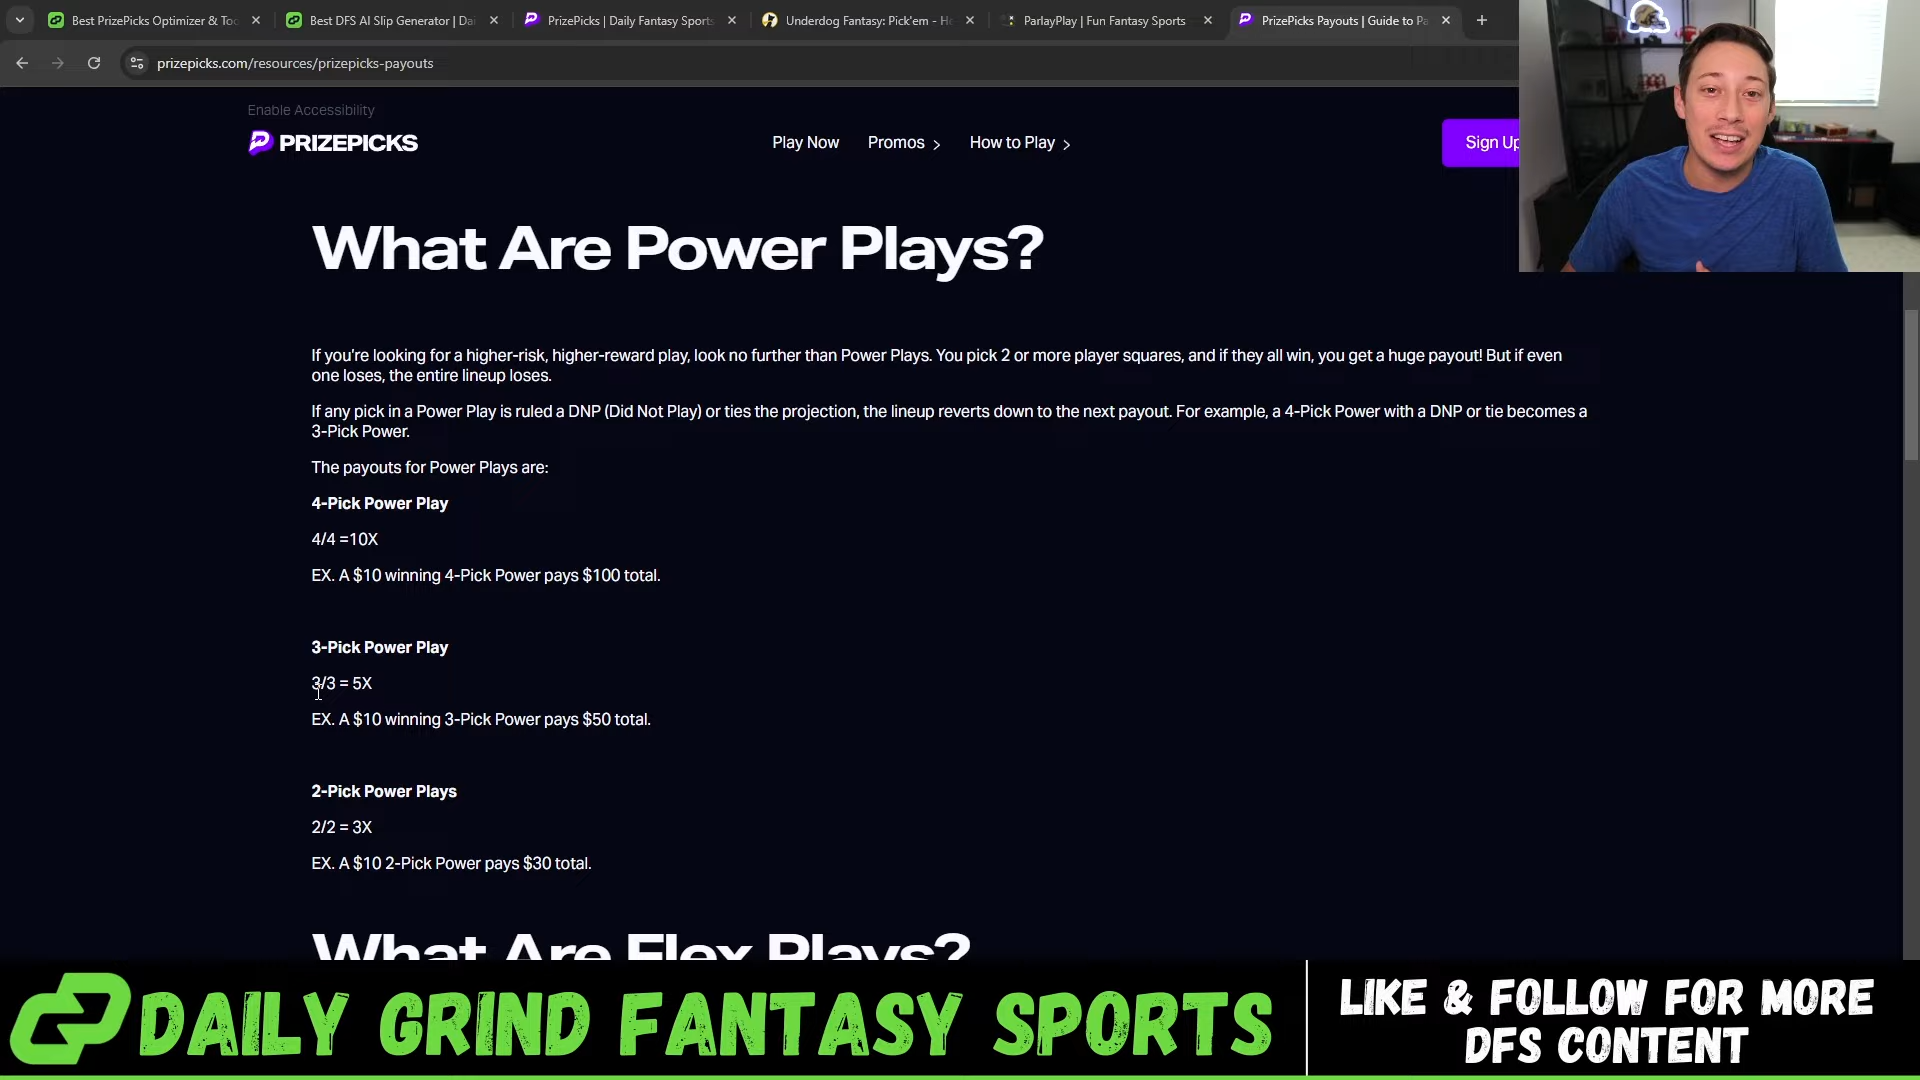 Best PrizePicks Optimizer & Too
Best DFS AI Slip Generator | Dai
PrizePicks | Daily Fantasy Sports
Underdog Fantasy: Pick'em - He
ParlayPlay | Fun Fantasy Sports
PrizePicks Payouts | Guide to Pa
prizepicks.com/resources/prizepicks-payouts
Enable Accessibility
PRIZEPICKS
Play Now
Promos
How to Play
Sign Up
What Are Power Plays?
If you're looking for a higher-risk, higher-reward play, look no further than Power Plays. You pick 2 or more player squares, and if they all win, you get a huge payout! But if even
one loses, the entire lineup loses.
If any pick in a Power Play is ruled a DNP (Did Not Play) or ties the projection, the lineup reverts down to the next payout. For example, a 4-Pick Power with a DNP or tie becomes a
3-Pick Power.
The payouts for Power Plays are:
4-Pick Power Play
4/4 =10X
EX. A $10 winning 4-Pick Power pays $100 total.
3-Pick Power Play
3/3 = 5X
EX. A $10 winning 3-Pick Power pays $50 total.
2-Pick Power Plays
2/2 = 3X
EX. A $10 2-Pick Power pays $30 total.
What Are Flex Plays?
DAILY GRIND FANTASY SPORTS
LIKE & FOLLOW FOR MORE
DFS CONTENT